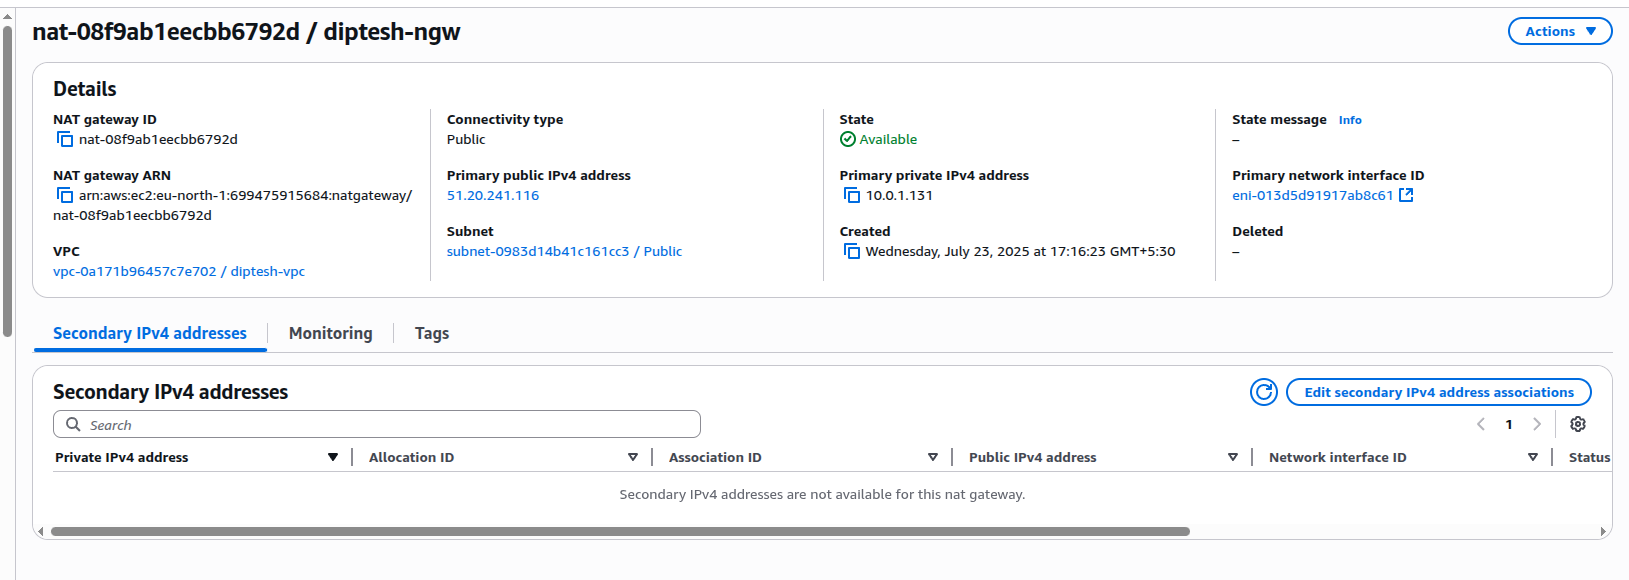 nat-08f9ab1eecbb6792d / diptesh-ngw
Actions
Details
NAT gateway ID
nat-08f9ab1eecbb6792d
NAT gateway ARN
arn:aws:ec2:eu-north-1:699475915684:natgateway/
nat-08f9ab1eecbb6792d
VPC
vpc-0a171b96457c7e702 / diptesh-vpc
Connectivity type
Public
Primary public IPv4 address
51.20.241.116
Subnet
subnet-0983d14b41c161cc3 / Public
State
Available
Primary private IPv4 address
10.0.1.131
Created
Wednesday, July 23, 2025 at 17:16:23 GMT+5:30
State message Info
–
Primary network interface ID
eni-013d5d91917ab8c61
Deleted
–
Secondary IPv4 addresses
Monitoring
Tags
Secondary IPv4 addresses
Edit secondary IPv4 address associations
Search
1
Private IPv4 address
Allocation ID
Association ID
Public IPv4 address
Network interface ID
Status
Secondary IPv4 addresses are not available for this nat gateway.